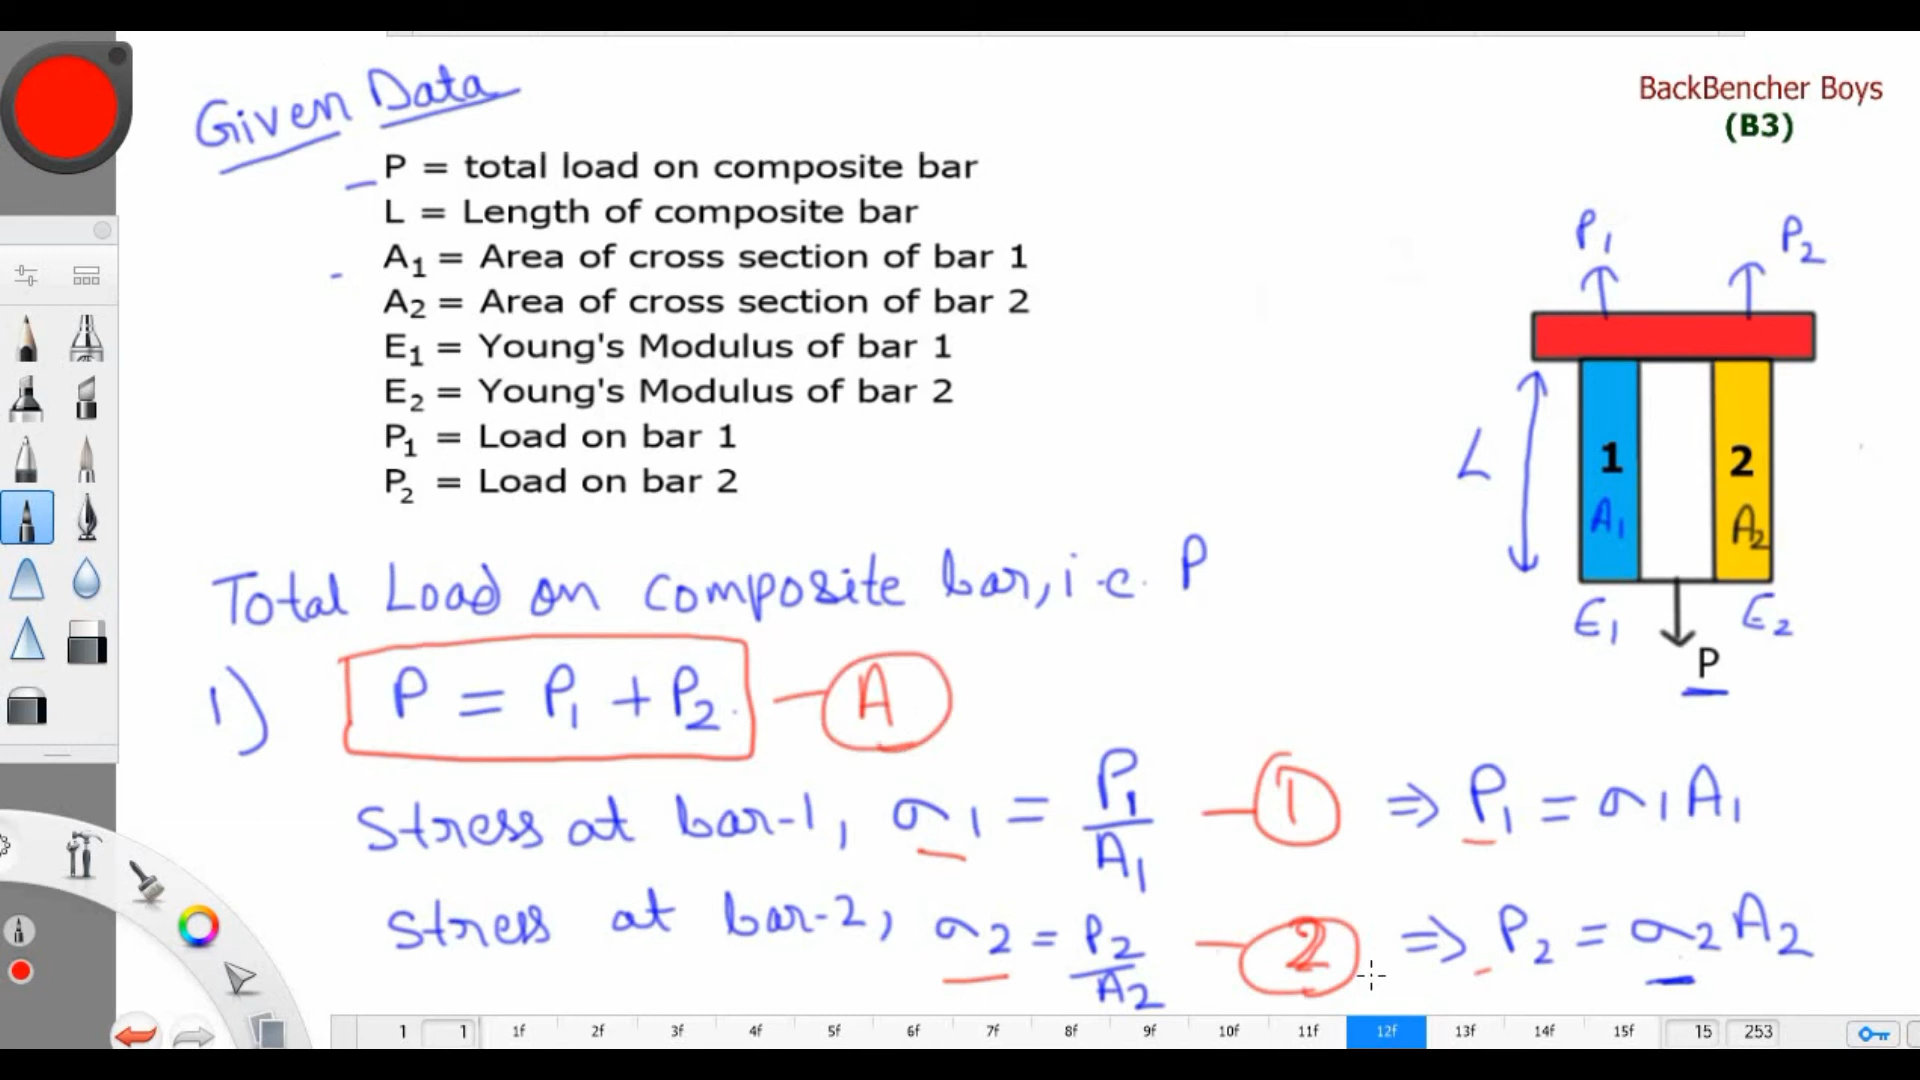 Given Data
BackBencher Boys
(B3)
P = total load on composite bar
L = Length of composite bar
A1 = Area of cross section of bar 1
A2 = Area of cross section of bar 2
E1 = Young's Modulus of bar 1
E2 = Young's Modulus of bar 2
P1 = Load on bar 1
P2 = Load on bar 2
P1 P2
L
1 2
A1 A2
E1 E2
P
Total Load on composite bar, i.e. P
1) P = P1 + P2. - A
Stress at bar-1, σ1 = P1/A1 - 1 ⇒ P1 = σ1 A1
Stress at bar-2, σ2 = P2/A2 - 2 ⇒ P2 = σ2 A2
1 1 1f 2f 3f 4f 5f 6f 7f 8f 9f 10f 11f 12f 13f 14f 15f 15 253